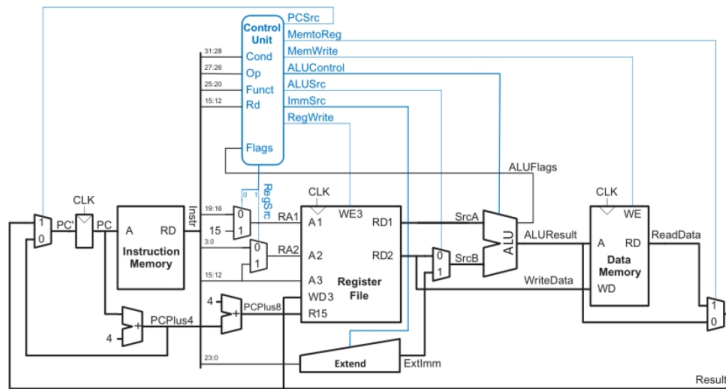 PCSrc
MemtoReg
Control
Unit
MemWrite
31:28
Cond
ALUControl
27:26
Op
ALUSrc
25:20
Funct
ImmSrc
15:12
Rd
RegWrite
Flags
ALUFlags
RegSrc
0 1
CLK
CLK
CLK
Instr
19:16
0
1
RA1
A1
WE3
RD1
SrcA
WE
1
0
PC'
PC
A
RD
15
Instruction
Memory
3:0
0
1
RA2
A2
RD2
0
1
SrcB
ALU
ALUResult
A
RD
ReadData
Data
Memory
15:12
A3
Register
File
WD3
WriteData
WD
R15
4
+
PCPlus8
1
0
+
PCPlus4
4
23:0
Extend
ExtImm
Result